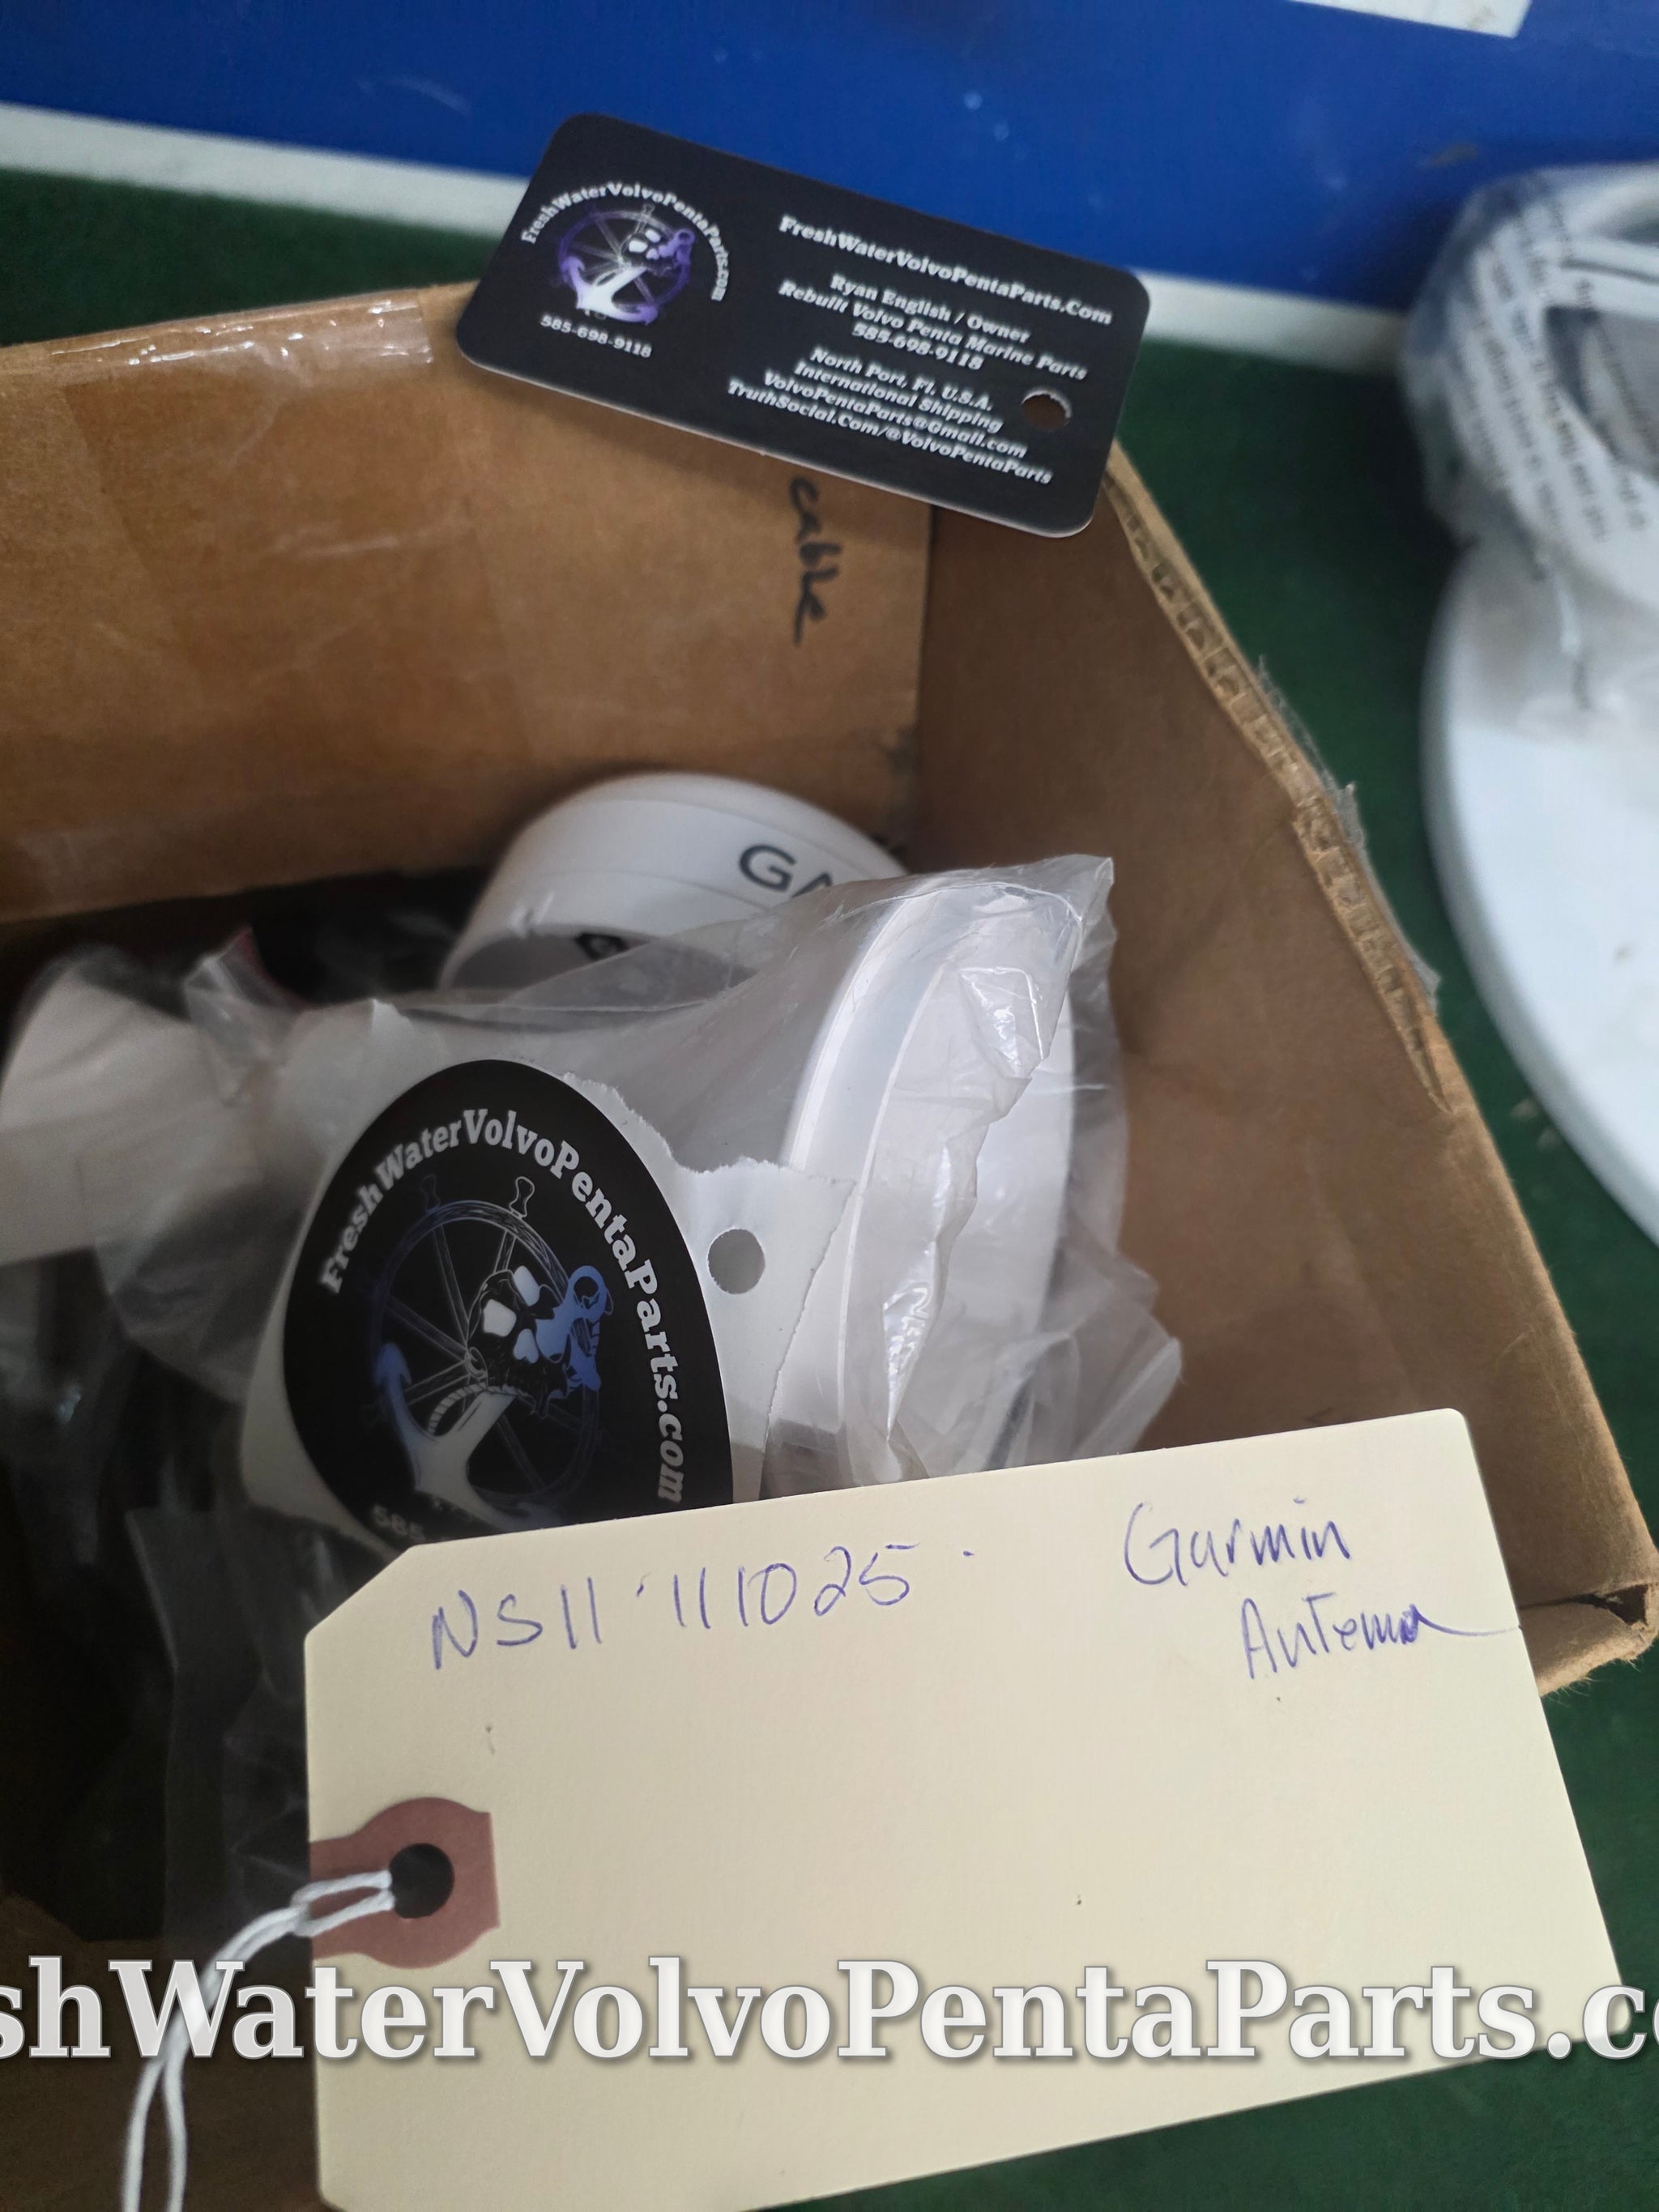 FreshWaterVolvoPentaParts.com
585-698-9118
FreshWaterVolvoPentaParts.Com
Ryan English / Owner
Rebuilt Volvo Penta Marine Parts
585-698-9118
North Port, Fl. U.S.A.
International Shipping
VolvoPentaParts@Gmail.com
TruthSocial.Com/@VolvoPentaParts
cable
GA
FreshWaterVolvoPentaParts.com
585
NS11·111025·
Garmin
Antenna
shWaterVolvoPentaParts.co